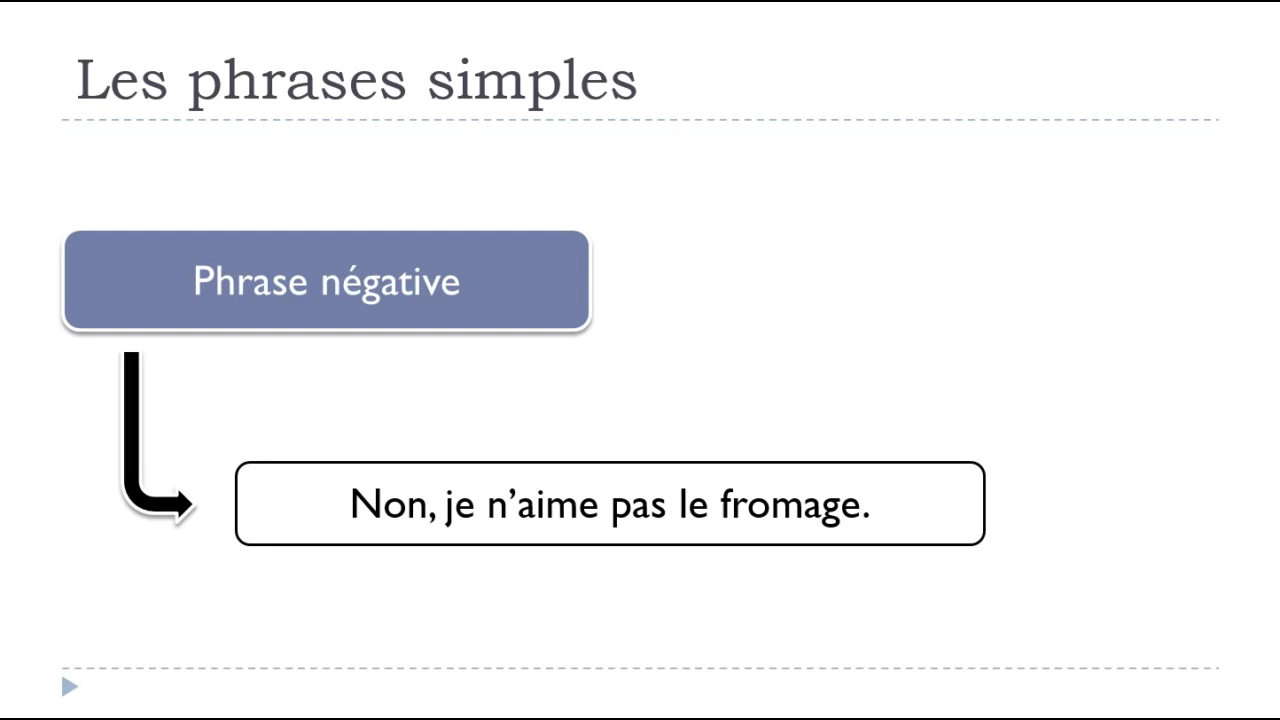 Les phrases simples
Phrase négative
Non, je n’aime pas le fromage.